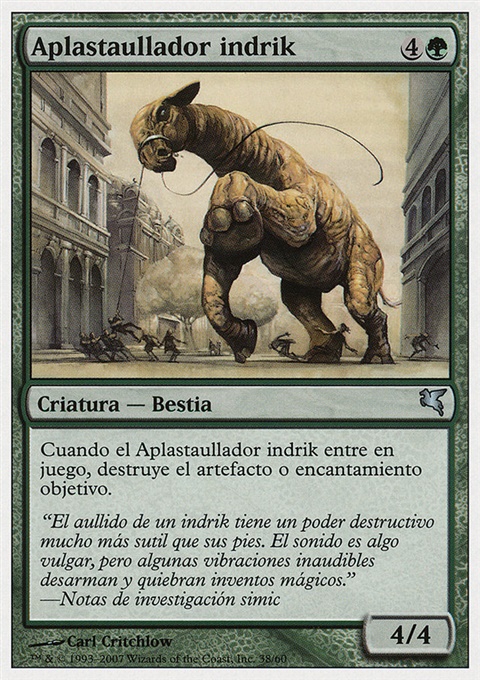 Aplastaullador indrik 4
Criatura — Bestia
Cuando el Aplastaullador indrik entre en
juego, destruye el artefacto o encantamiento
objetivo.
“El aullido de un indrik tiene un poder destructivo
mucho más sutil que sus pies. El sonido es algo
vulgar, pero algunas vibraciones inaudibles
desarman y quiebran inventos mágicos.”
—Notas de investigación simic
4/4
Carl Critchlow
™ & © 1993–2007 Wizards of the Coast, Inc. 38/60